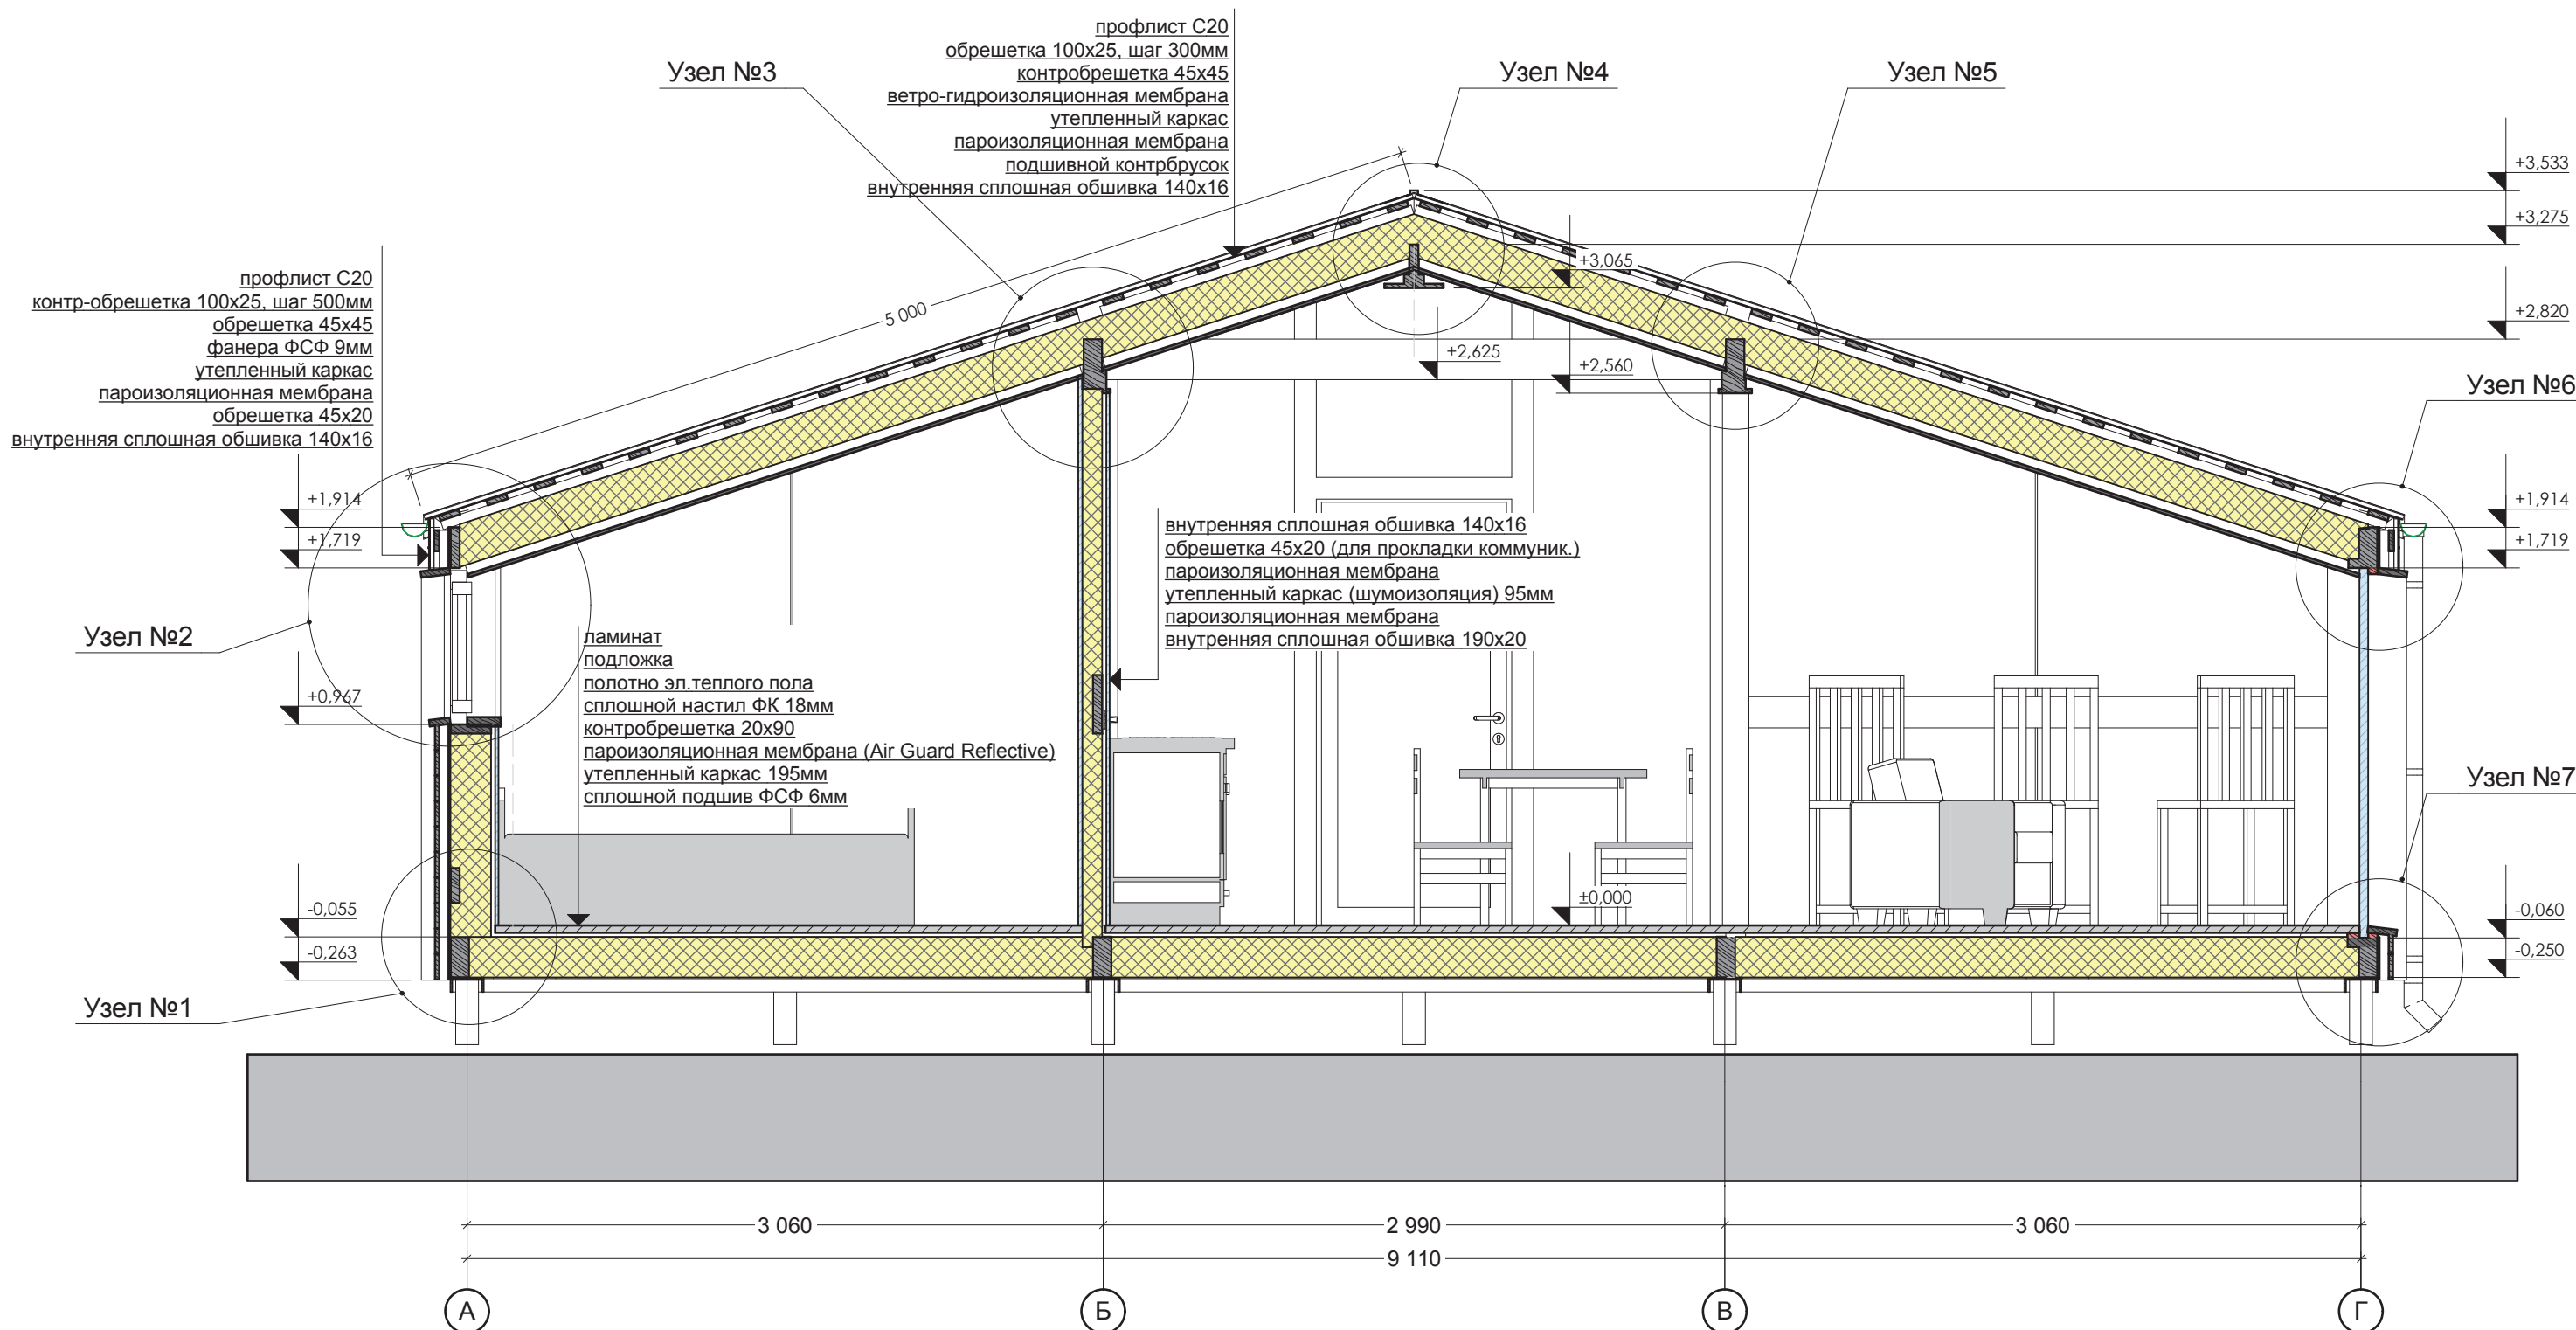 профлист С20
обрешетка 100х25, шаг 300мм
контробрешетка 45х45
ветро-гидроизоляционная мембрана
утепленный каркас
пароизоляционная мембрана
подшивной контрбрусок
внутренняя сплошная обшивка 140х16
Узел №3
Узел №4
Узел №5
+3,533
+3,275
+3,065
+2,820
+2,625
+2,560
5 000
профлист С20
контр-обрешетка 100х25, шаг 500мм
обрешетка 45х45
фанера ФСФ 9мм
утепленный каркас
пароизоляционная мембрана
обрешетка 45х20
внутренняя сплошная обшивка 140х16
Узел №6
+1,914
+1,719
+1,914
+1,719
внутренняя сплошная обшивка 140х16
обрешетка 45х20 (для прокладки коммуник.)
пароизоляционная мембрана
утепленный каркас (шумоизоляция) 95мм
пароизоляционная мембрана
внутренняя сплошная обшивка 190х20
Узел №2
ламинат
подложка
полотно эл.теплого пола
сплошной настил ФК 18мм
контробрешетка 20х90
пароизоляционная мембрана (Air Guard Reflective)
утепленный каркас 195мм
сплошной подшив ФСФ 6мм
+0,967
Узел №7
±0,000
-0,055
-0,263
-0,060
-0,250
Узел №1
3 060
2 990
3 060
9 110
А
Б
В
Г